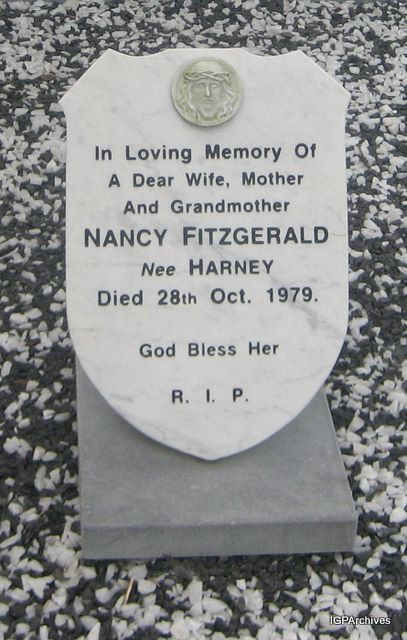 In Loving Memory Of
A Dear Wife, Mother
And Grandmother
NANCY FITZGERALD
Nee HARNEY
Died 28th Oct. 1979.
God Bless Her
R. I. P.
IGPArchives